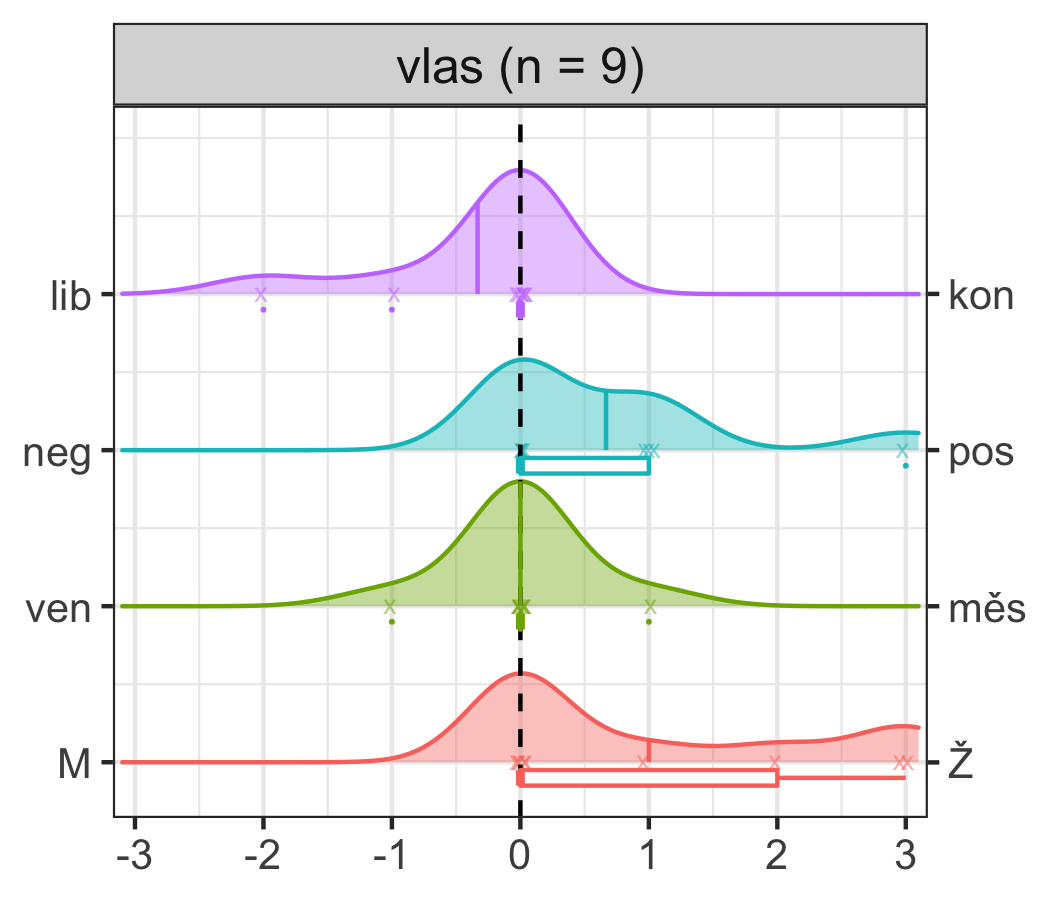 vlas (n = 9)
lib kon
neg pos
ven měs
M Ž
-3 -2 -1 0 1 2 3